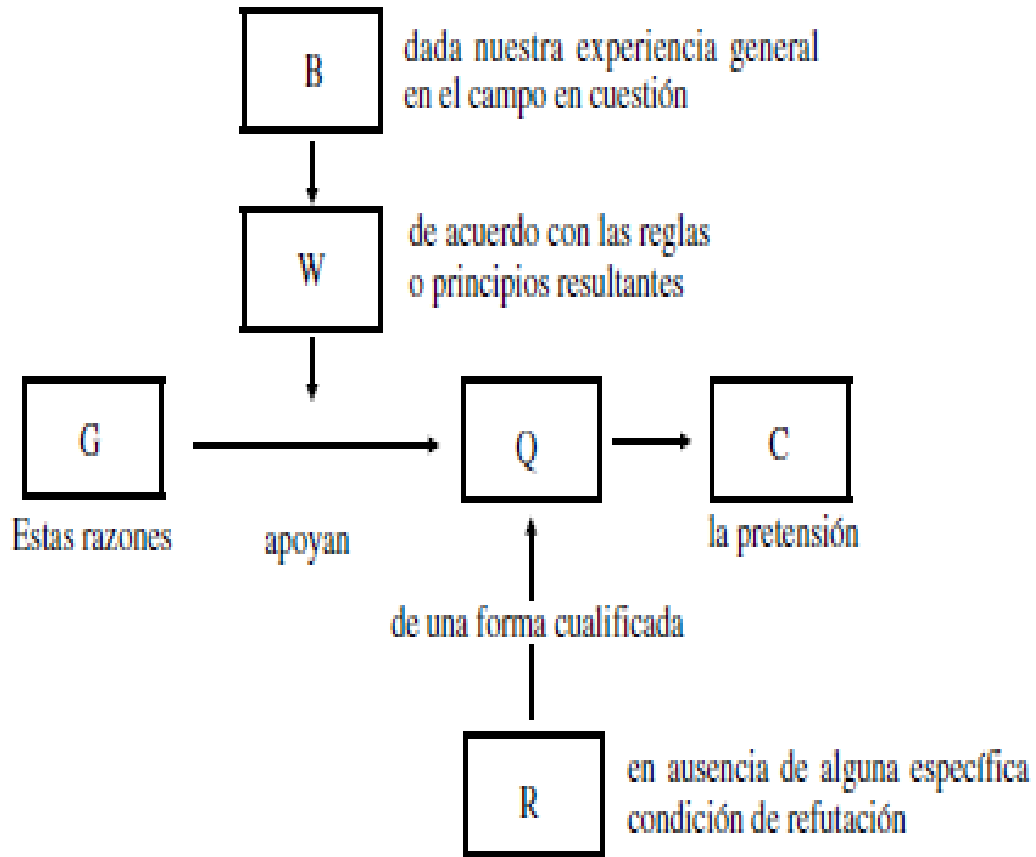 B
dada nuestra experiencia general
en el campo en cuestión
W
de acuerdo con las reglas
o principios resultantes
G
Q
C
Estas razones
apoyan
la pretensión
de una forma cualificada
R
en ausencia de alguna específica
condición de refutación